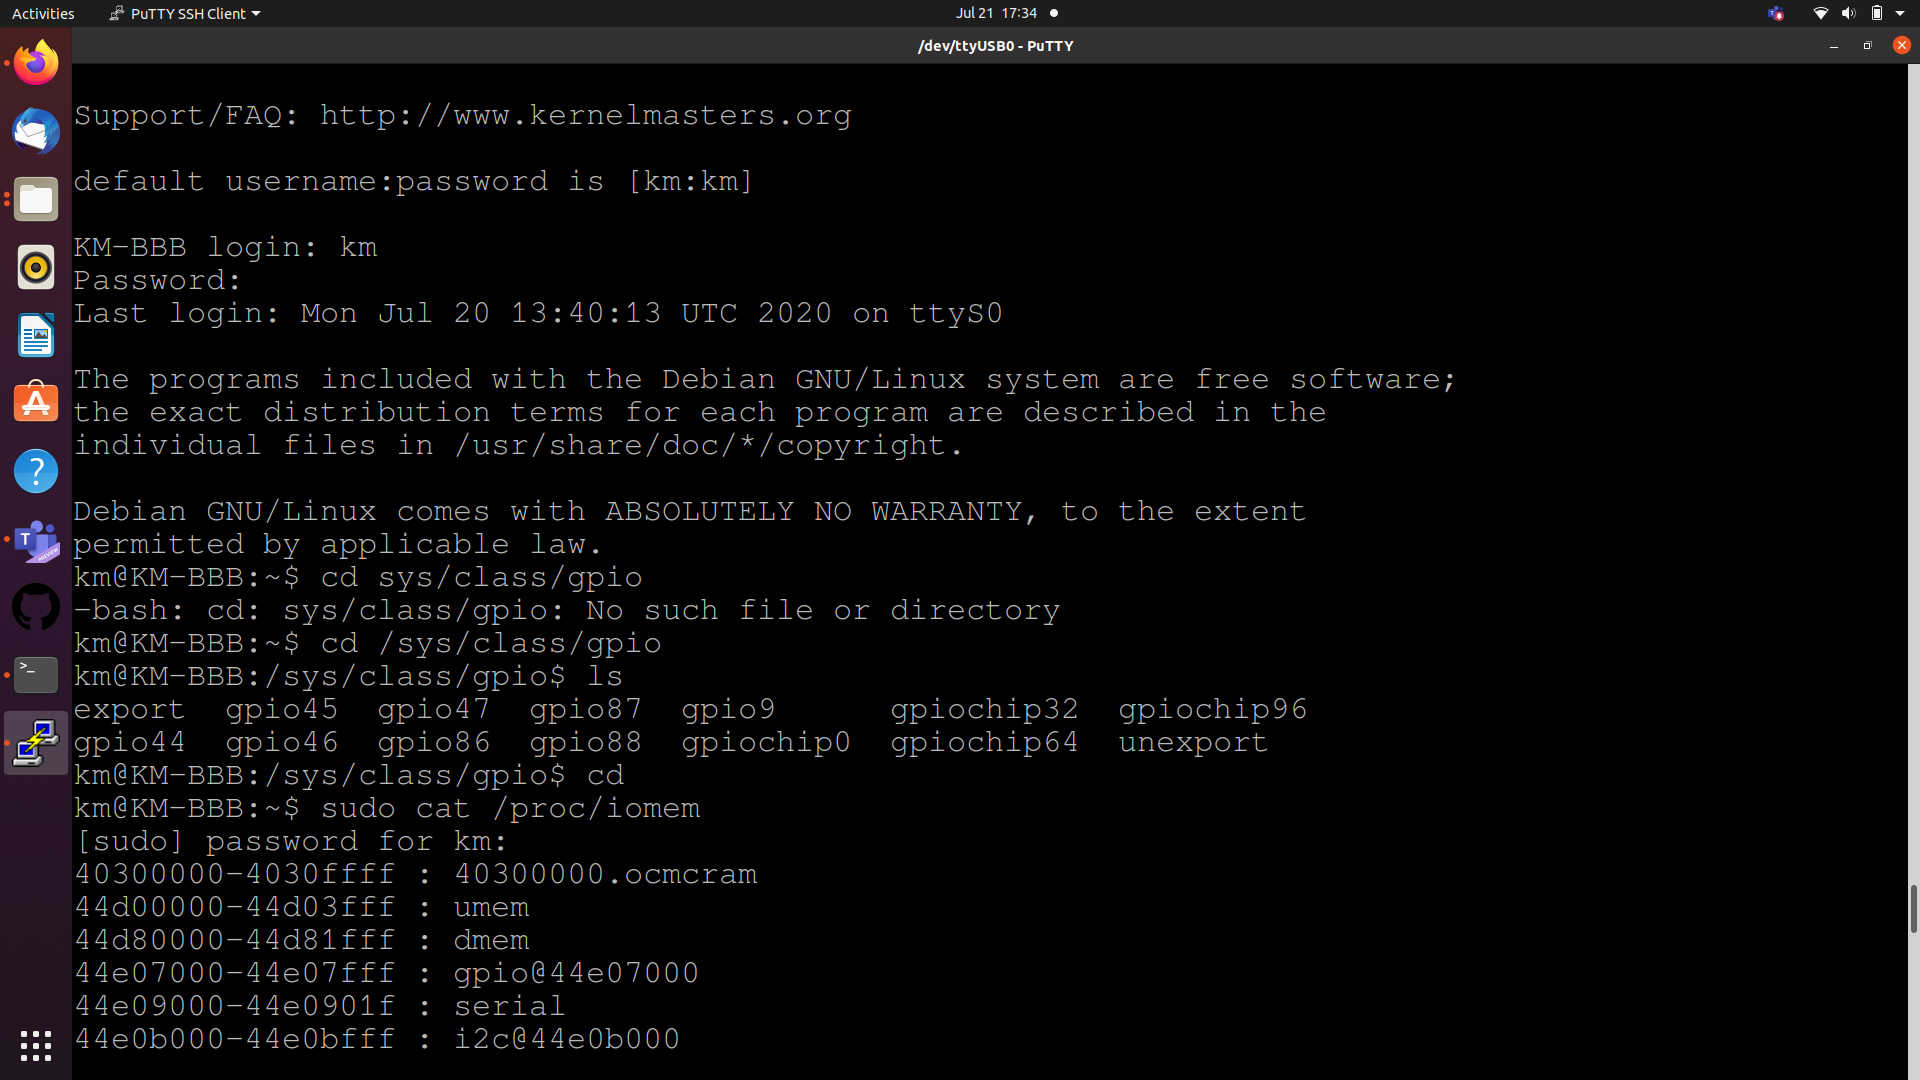 Activities
PuTTY SSH Client
Jul 21 17:34
/dev/ttyUSB0 - PuTTY
Support/FAQ: http://www.kernelmasters.org
default username:password is [km:km]
KM-BBB login: km
Password:
Last login: Mon Jul 20 13:40:13 UTC 2020 on ttyS0
The programs included with the Debian GNU/Linux system are free software;
the exact distribution terms for each program are described in the
individual files in /usr/share/doc/*/copyright.
Debian GNU/Linux comes with ABSOLUTELY NO WARRANTY, to the extent
permitted by applicable law.
km@KM-BBB:~$ cd sys/class/gpio
-bash: cd: sys/class/gpio: No such file or directory
km@KM-BBB:~$ cd /sys/class/gpio
km@KM-BBB:/sys/class/gpio$ ls
export  gpio45  gpio47  gpio87  gpio9      gpiochip32  gpiochip96
gpio44  gpio46  gpio86  gpio88  gpiochip0  gpiochip64  unexport
km@KM-BBB:/sys/class/gpio$ cd
km@KM-BBB:~$ sudo cat /proc/iomem
[sudo] password for km:
40300000-4030ffff : 40300000.ocmcram
44d00000-44d03fff : umem
44d80000-44d81fff : dmem
44e07000-44e07fff : gpio@44e07000
44e09000-44e0901f : serial
44e0b000-44e0bfff : i2c@44e0b000